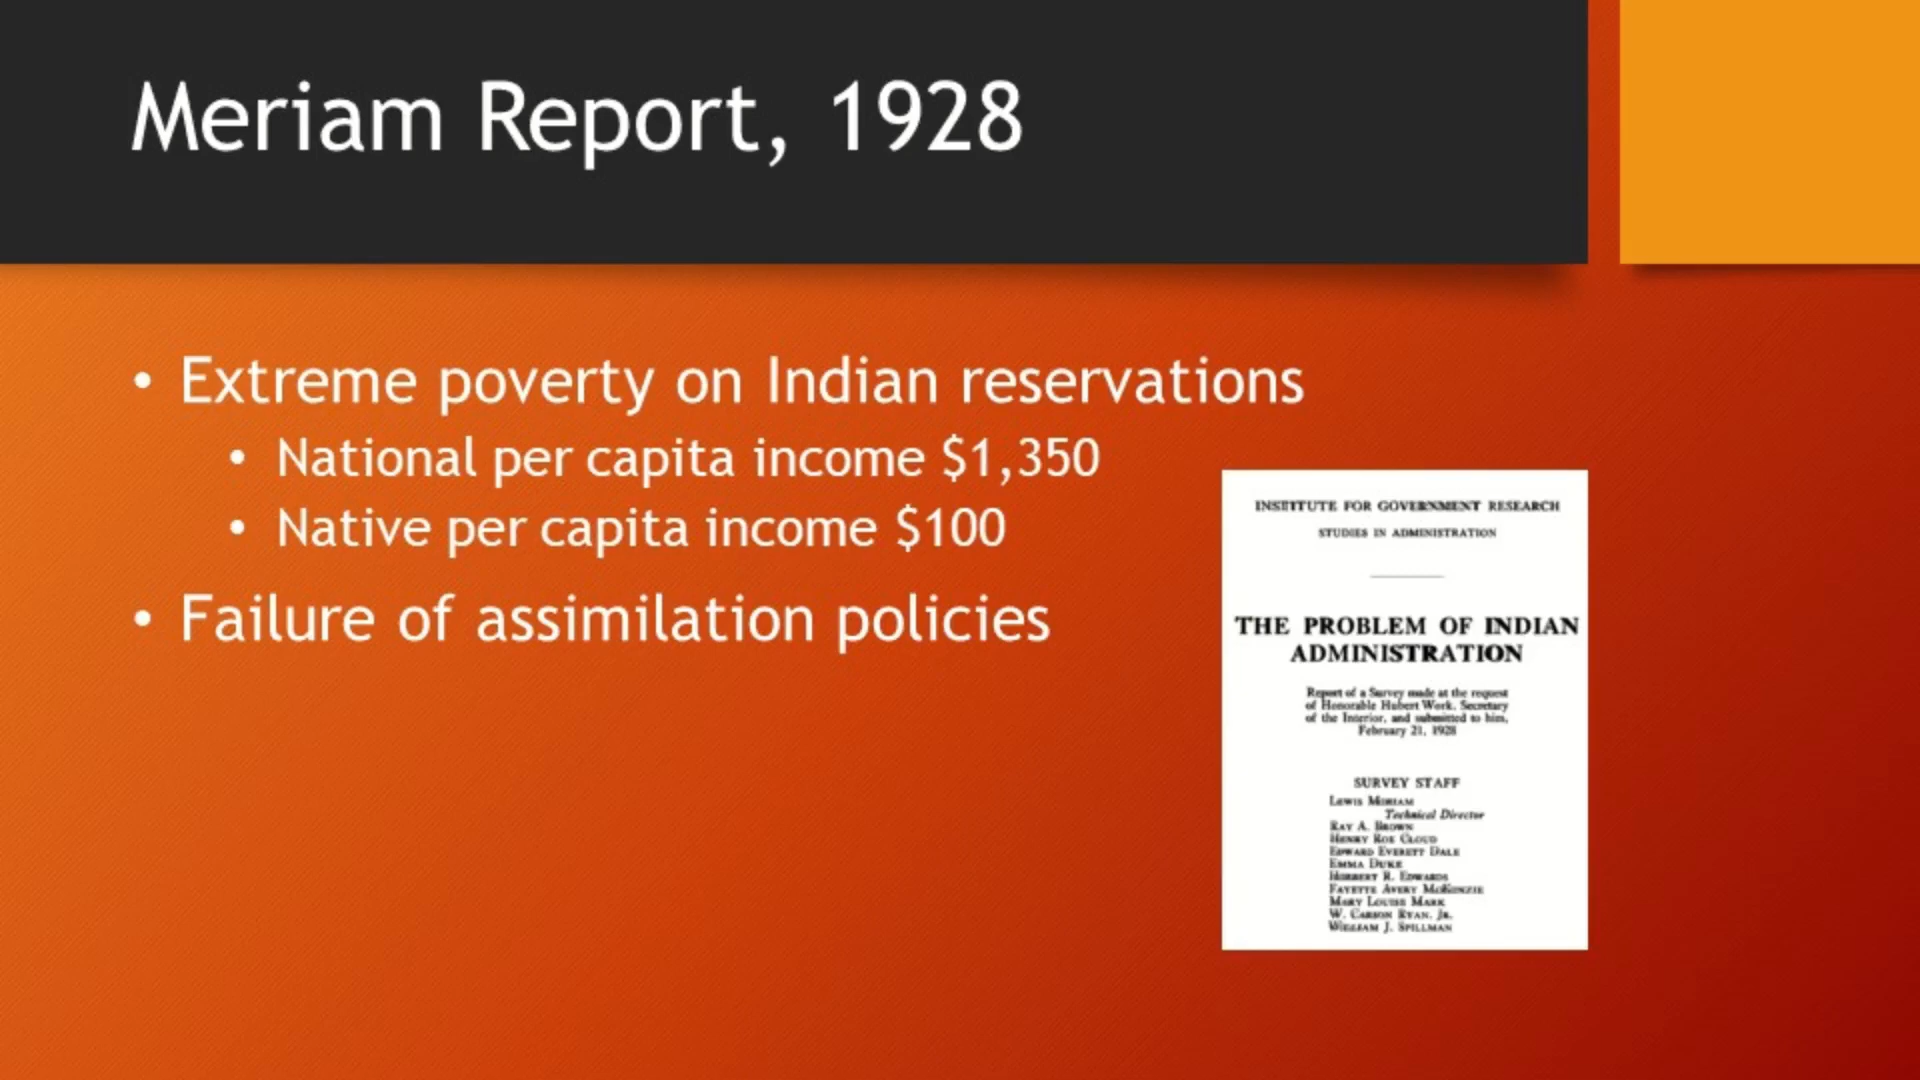 Meriam Report, 1928
• Extreme poverty on Indian reservations
• National per capita income $1,350
• Native per capita income $100
• Failure of assimilation policies
INSTITUTE FOR GOVERNMENT RESEARCH
STUDIES IN ADMINISTRATION
THE PROBLEM OF INDIAN
ADMINISTRATION
Report of a Survey made at the request
of Honorable Hubert Work, Secretary
of the Interior, and submitted to him,
February 21, 1928
SURVEY STAFF
LEWIS MERIAM
Technical Director
RAY A. BROWN
HENRY ROE CLOUD
EDWARD EVERETT DALE
EMMA DUKE
HERBERT R. EDWARDS
FAYETTE AVERY MCKENZIE
MARY LOUISE MARK
W. CARSON RYAN, JR.
WILLIAM J. SPILLMAN